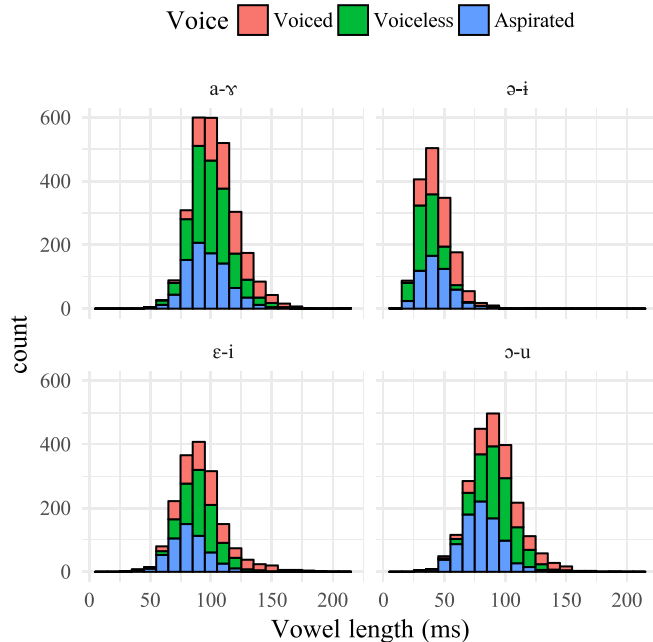 Voice Voiced Voiceless Aspirated
a-ɤ ə-ɨ
600
400
200
0
ε-i ɔ-u
600
400
200
0
count
0 50 100 150 200 0 50 100 150 200
Vowel length (ms)